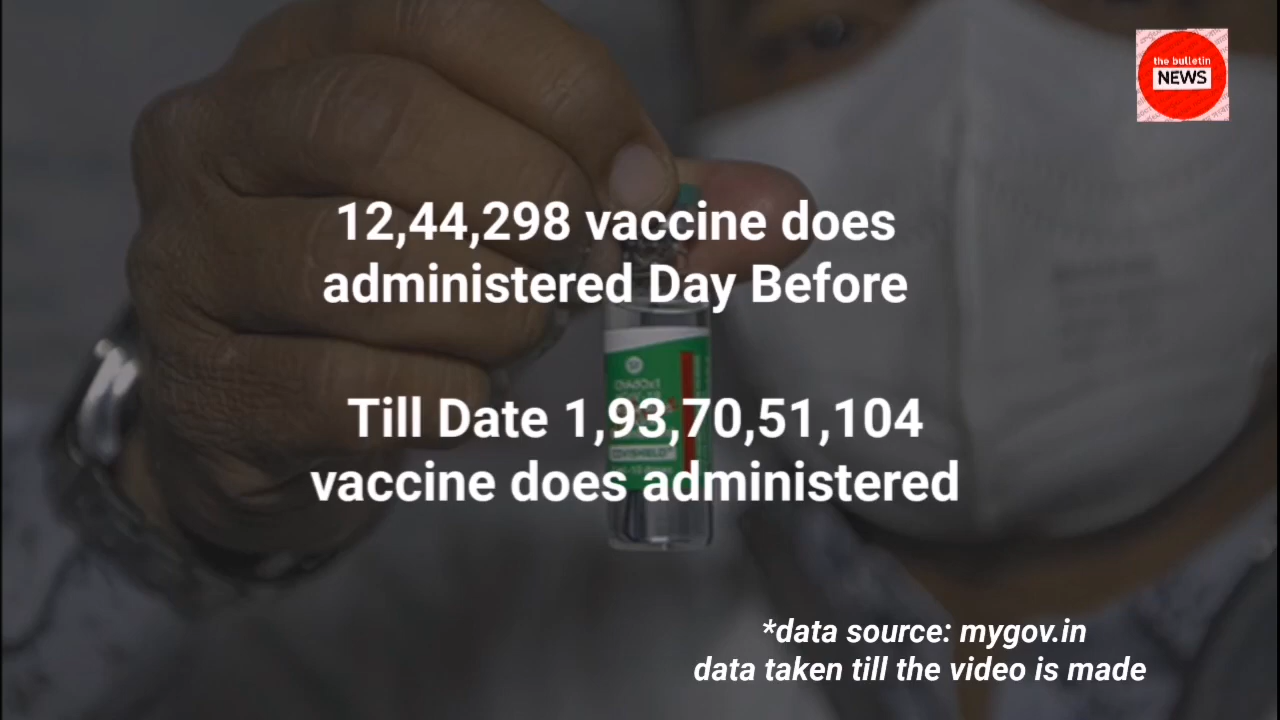 the bulletin
NEWS
12,44,298 vaccine does
administered Day Before
Till Date 1,93,70,51,104
vaccine does administered
*data source: mygov.in
data taken till the video is made